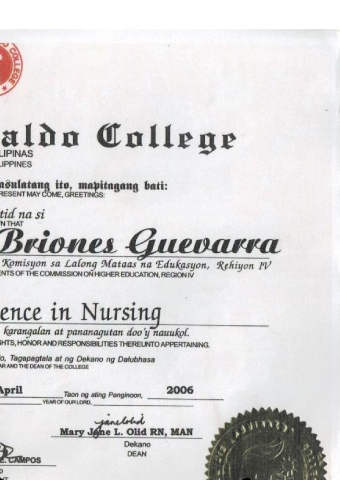 COLLEGE
aldo College
LIPINAS
LIPPINES
asulatang ito, mapitagang bati:
RESENT MAY COME, GREETINGS:
tid na si
N THAT
Briones Guevarra
Komisyon sa Lalong Mataas na Edukasyon, Rehiyon IV
ENTS OF THE COMMISSION ON HIGHER EDUCATION, REGION IV
ence in Nursing
karangalan at pananagutan doo'y nauukol.
GHTS, HONOR AND RESPONSIBILITIES THEREUNTO APPERTAINING.
o, Tagapagtala at ng Dekano ng Dalubhasa
AR AND THE DEAN OF THE COLLEGE
April Taon ng ating Panginoon, 2006
YEAR OF OUR LORD,
Mary Jane L. Olid RN, MAN
Dekano
DEAN
E. CAMPOS